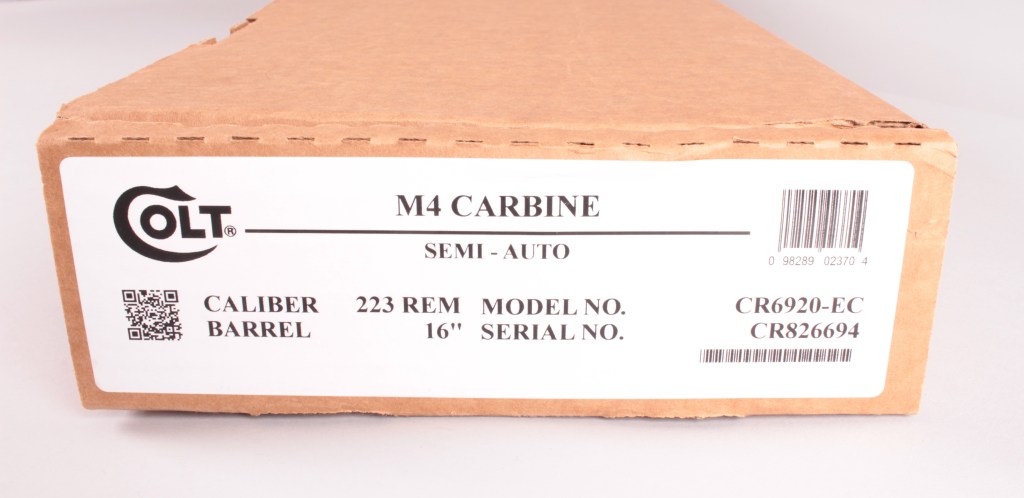 COLT®
M4 CARBINE
SEMI - AUTO
0 98289 02370 4
CALIBER 223 REM MODEL NO. CR6920-EC
BARREL 16" SERIAL NO. CR826694